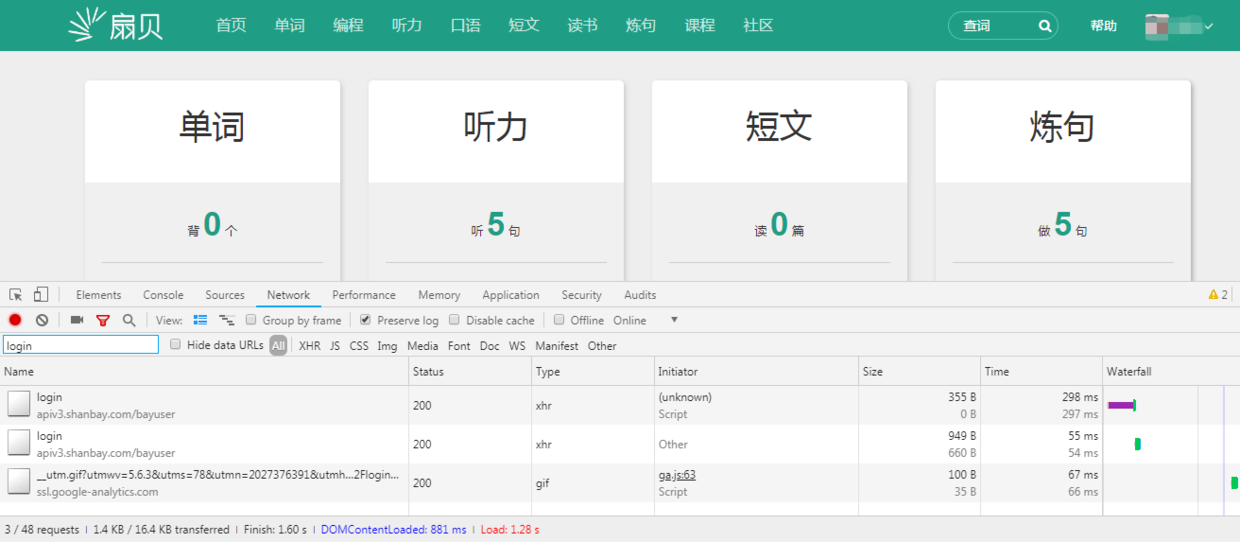 扇贝 首页 单词 编程 听力 口语 短文 读书 炼句 课程 社区 查词 帮助
单词 听力 短文 炼句
背 0 个 听 5 句 读 0 篇 做 5 句
Elements Console Sources Network Performance Memory Application Security Audits 2
View: Group by frame Preserve log Disable cache Offline Online
login Hide data URLs All XHR JS CSS Img Media Font Doc WS Manifest Other
Name Status Type Initiator Size Time Waterfall
login 200 xhr (unknown) 355 B 298 ms
apiv3.shanbay.com/bayuser Script 0 B 297 ms
login 200 xhr Other 949 B 55 ms
apiv3.shanbay.com/bayuser 660 B 54 ms
__utm.gif?utmwv=5.6.3&utms=78&utmn=2027376391&utmh...2Flogin... 200 gif ga.js:63 100 B 67 ms
ssl.google-analytics.com Script 35 B 66 ms
3 / 48 requests | 1.4 KB / 16.4 KB transferred | Finish: 1.60 s | DOMContentLoaded: 881 ms | Load: 1.28 s